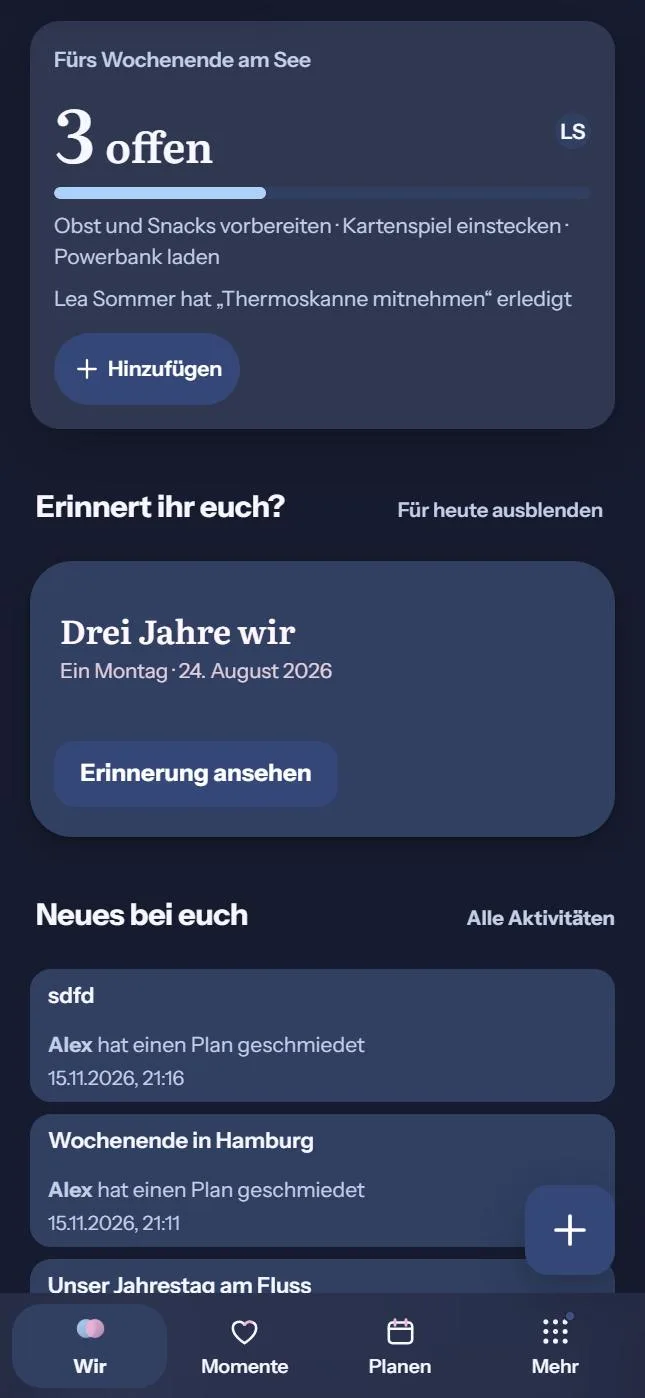 Fürs Wochenende am See
3 offen
LS
Obst und Snacks vorbereiten · Kartenspiel einstecken ·
Powerbank laden
Lea Sommer hat „Thermoskanne mitnehmen“ erledigt
Hinzufügen
Erinnert ihr euch?
Für heute ausblenden
Drei Jahre wir
Ein Montag · 24. August 2026
Erinnerung ansehen
Neues bei euch
Alle Aktivitäten
sdfd
Alex hat einen Plan geschmiedet
15.11.2026, 21:16
Wochenende in Hamburg
Alex hat einen Plan geschmiedet
15.11.2026, 21:11
Unser Jahrestag am Fluss
Wir
Momente
Planen
Mehr